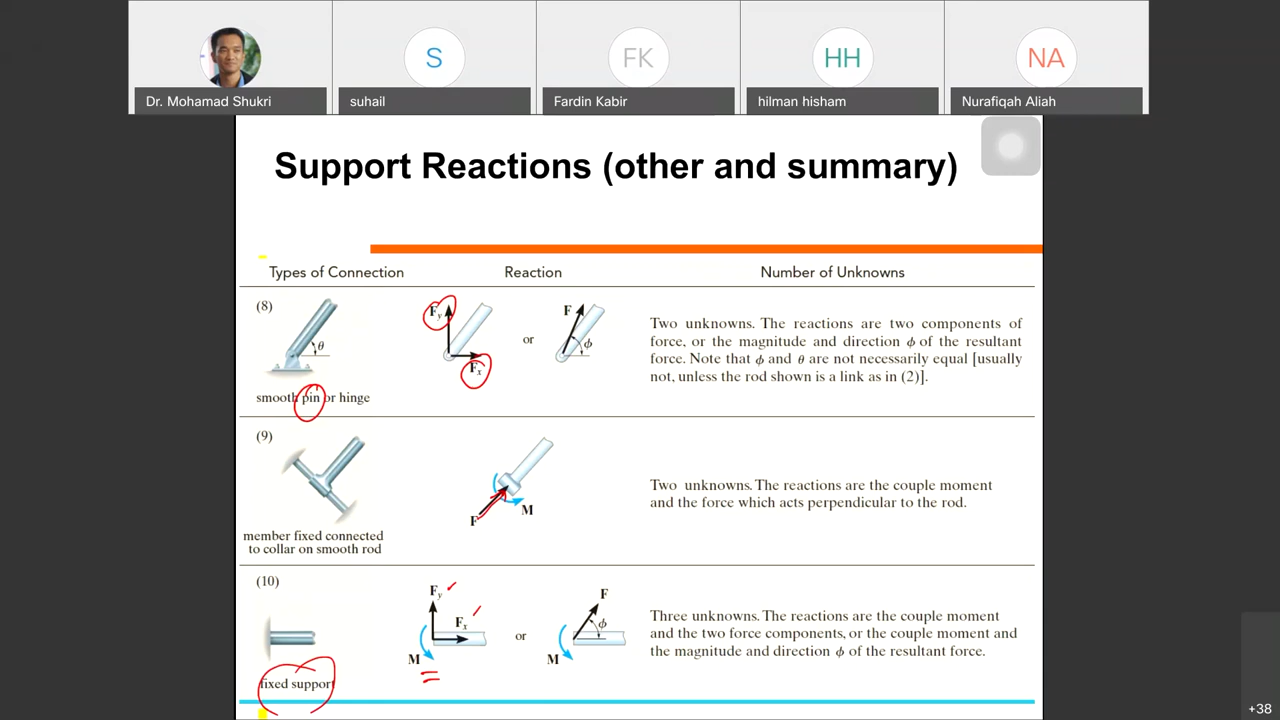 S
FK
HH
NA
Dr. Mohamad Shukri
suhail
Fardin Kabir
hilman hisham
Nurafiqah Aliah
Support Reactions (other and summary)
Types of Connection
Reaction
Number of Unknowns
(8)
θ
smooth pin or hinge
Fy
Fx
or
F
ϕ
Two unknowns. The reactions are two components of
force, or the magnitude and direction ϕ of the resultant
force. Note that ϕ and θ are not necessarily equal [usually
not, unless the rod shown is a link as in (2)].
(9)
member fixed connected
to collar on smooth rod
F
M
Two unknowns. The reactions are the couple moment
and the force which acts perpendicular to the rod.
(10)
fixed support
Fy
Fx
M
or
F
ϕ
M
Three unknowns. The reactions are the couple moment
and the two force components, or the couple moment and
the magnitude and direction ϕ of the resultant force.
+38